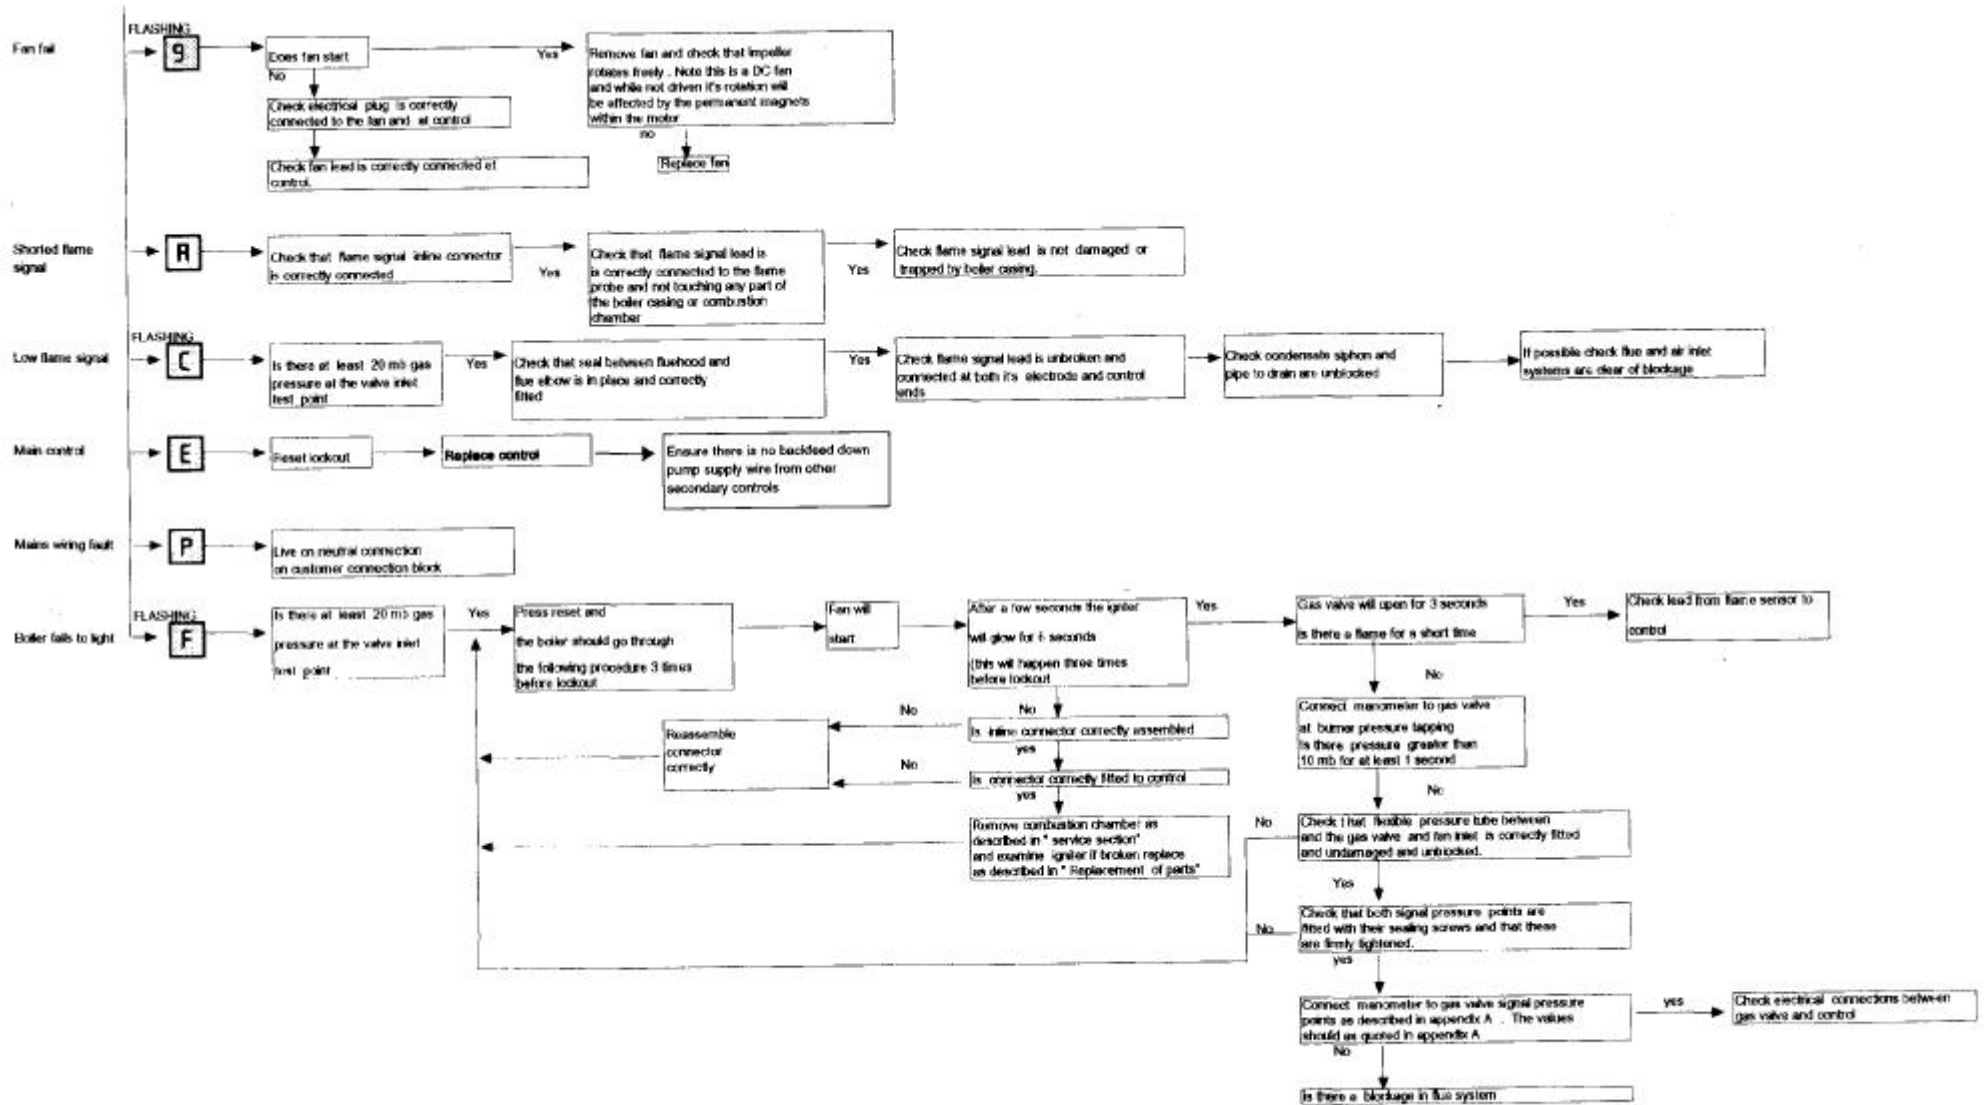 FLASHING
Fan fail
9
Does fan start
No
Yes
Check electrical plug is correctly
connected to the fan and at control
Check fan lead is correctly connected at
control.
Remove fan and check that impeller
rotates freely . Note this is a DC fan
and while not driven it's rotation will
be affected by the permanent magnets
within the motor
no
Replace fan
Shorted flame
signal
A
Check that flame signal inline connector
is correctly connected
Yes
Check that flame signal lead is
is correctly connected to the flame
probe and not touching any part of
the boiler casing or combustion
chamber
Yes
Check flame signal lead is not damaged or
trapped by boiler casing.
FLASHING
Low flame signal
C
Is there at least 20 mb gas
pressure at the valve inlet
test point
Yes
Check that seal between fluehood and
flue elbow is in place and correctly
fitted
Yes
Check flame signal lead is unbroken and
connected at both it's electrode and control
ends
Check condensate siphon and
pipe to drain are unblocked
If possible check flue and air inlet
systems are clear of blockage
Main control
E
Reset lockout
Replace control
Ensure there is no backfeed down
pump supply wire from other
secondary controls
Mains wiring fault
P
Live on neutral connection
on customer connection block
FLASHING
Boiler fails to light
F
Is there at least 20 mb gas
pressure at the valve inlet
test point
Yes
Press reset and
the boiler should go through
the following procedure 3 times
before lockout
Fan will
start
After a few seconds the igniter
will glow for 6 seconds
(this will happen three times
before lockout
Yes
Gas valve will open for 3 seconds
is there a flame for a short time
Yes
Check lead from flame sensor to
control
No
No
Is inline connector correctly assembled
yes
No
Is connector correctly fitted to control
yes
Reassemble
connector
correctly
Remove combustion chamber as
described in " service section"
and examine igniter if broken replace
as described in " Replacement of parts"
No
Connect manometer to gas valve
at burner pressure tapping
Is there pressure greater than
10 mb for at least 1 second
No
No
Check that flexible pressure tube between
and the gas valve and fan inlet is correctly fitted
and undamaged and unblocked.
Yes
No
Check that both signal pressure points are
fitted with their sealing screws and that these
are firmly tightened.
yes
Connect manometer to gas valve signal pressure
points as described in appendix A . The values
should as quoted in appendix A
yes
Check electrical connections between
gas valve and control
No
is there a blockage in flue system